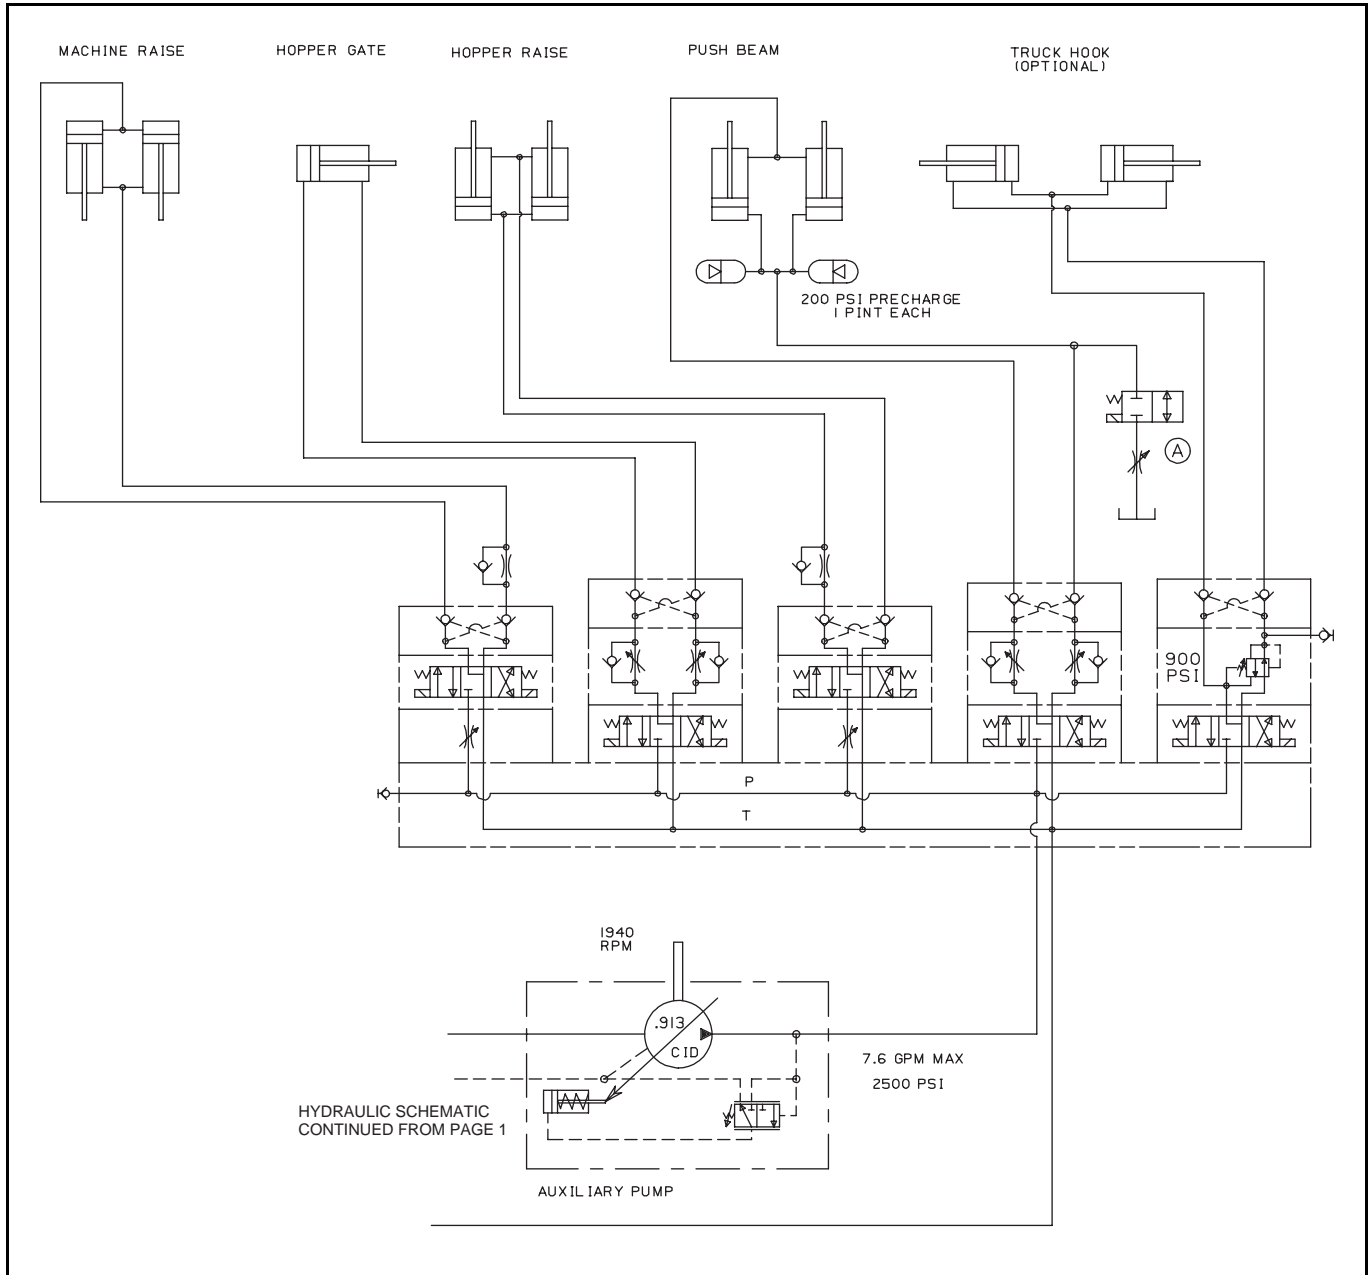 MACHINE RAISE
HOPPER GATE
HOPPER RAISE
PUSH BEAM
TRUCK HOOK
(OPTIONAL)
200 PSI PRECHARGE
1 PINT EACH
A
900
PSI
P
T
1940
RPM
.913
CID
7.6 GPM MAX
2500 PSI
HYDRAULIC SCHEMATIC
CONTINUED FROM PAGE 1
AUXILIARY PUMP